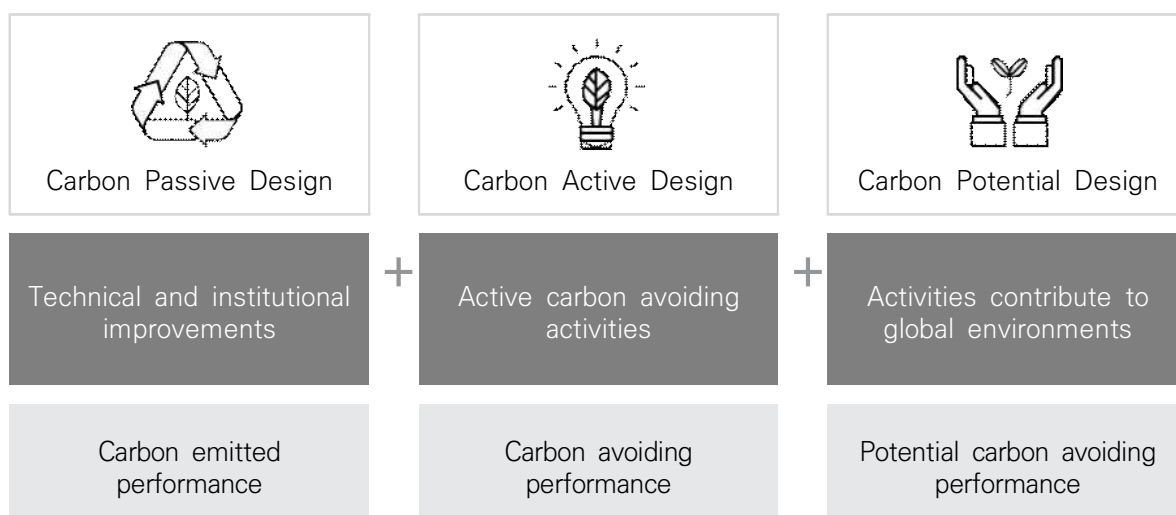 Carbon Passive Design
Carbon Active Design
Carbon Potential Design
Technical and institutional
improvements
+
Active carbon avoiding
activities
+
Activities contribute to
global environments
Carbon emitted
performance
Carbon avoiding
performance
Potential carbon avoiding
performance